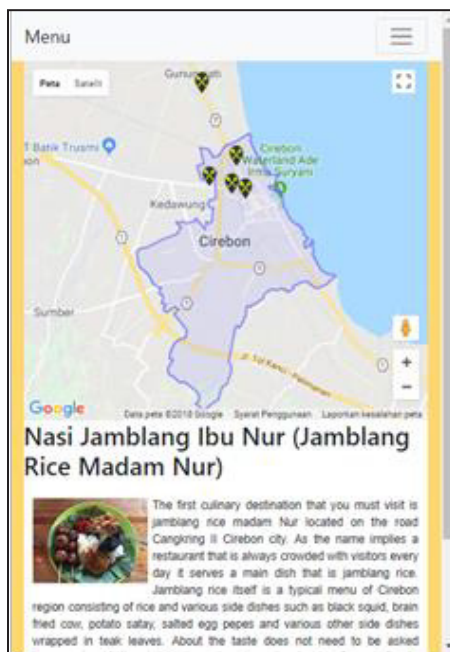 Menu
Peta Satelit
Gunungjati
T Batik Trusmi
on
Cirebon
Waterland Ade
Irma Suryani
Kedawung
Cirebon
Sumber
Jl. Tol Kanci - Palimanan
Google
Data peta ©2018 Google Syarat Penggunaan Laporkan kesalahan peta
Nasi Jamblang Ibu Nur (Jamblang
Rice Madam Nur)
The first culinary destination that you must visit is
jamblang rice madam Nur located on the road
Cangkring II Cirebon city. As the name implies a
restaurant that is always crowded with visitors every
day it serves a main dish that is jamblang rice.
Jamblang rice itself is a typical menu of Cirebon
region consisting of rice and various side dishes such as black squid, brain
fried cow, potato satay, salted egg pepes and various other side dishes
wrapped in teak leaves. About the taste does not need to be asked